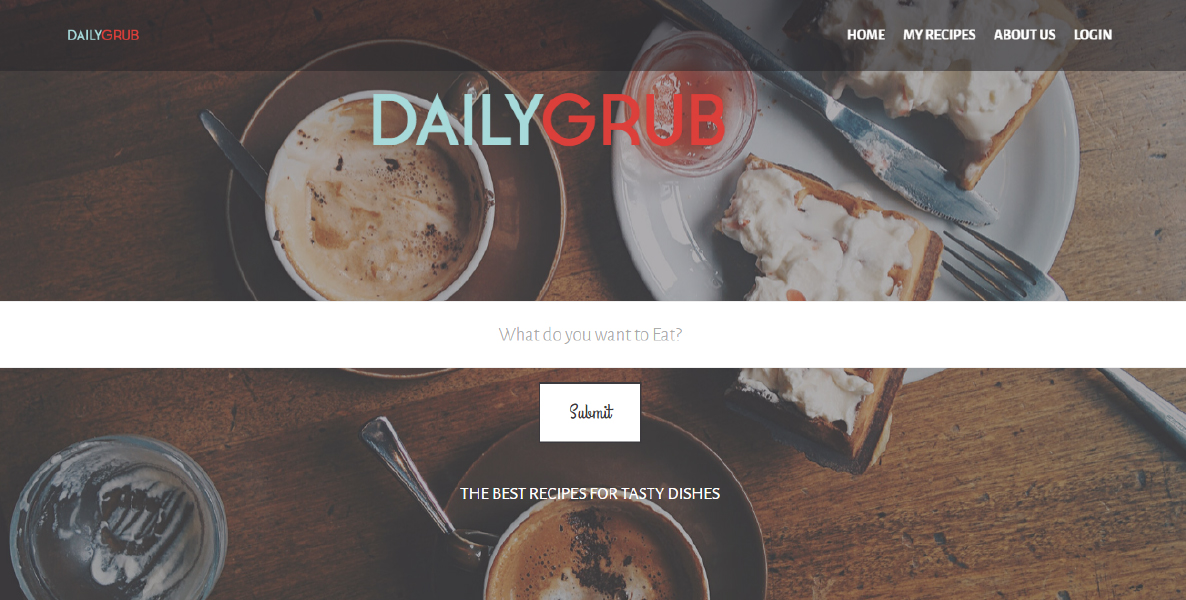 DAILYGRUB
HOME MY RECIPES ABOUT US LOGIN
DAILYGRUB
What do you want to Eat?
Submit
THE BEST RECIPES FOR TASTY DISHES